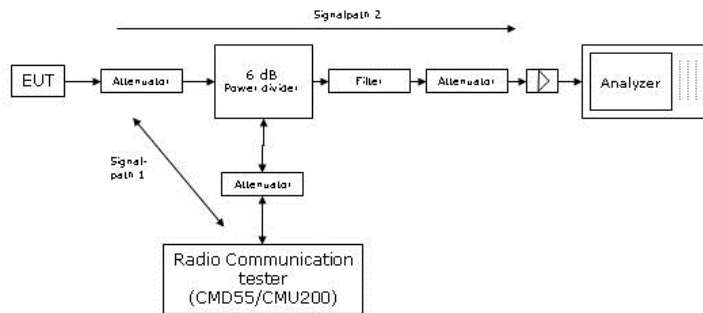 Signalpath 2
EUT
Attenuator
6 dB
Power divider
Filter
Attenuator
Analyzer
Signal-
path 1
Attenuator
Radio Communication
tester
(CMD55/CMU200)